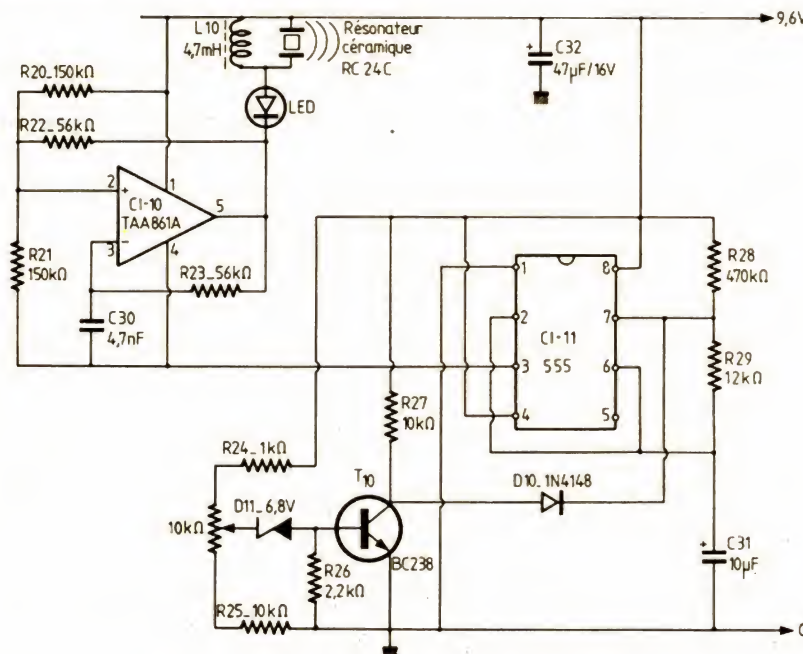 L10
4,7mH
Résonateur
céramique
RC 24C
9,6V
+ C32
47µF/16V
R20_150kΩ
LED
R22_56kΩ
2
+
1
CI-10
TAA861A
5
-
3
4
R21
150kΩ
R23_56kΩ
C30
4,7nF
1
8
R28
470kΩ
2
7
CI-11
555
R29
12kΩ
3
6
4
5
R27
10kΩ
R24_1kΩ
T10
D10_1N4148
D11_6,8V
10kΩ
BC238
+
C31
10µF
R26
2,2kΩ
R25_10kΩ